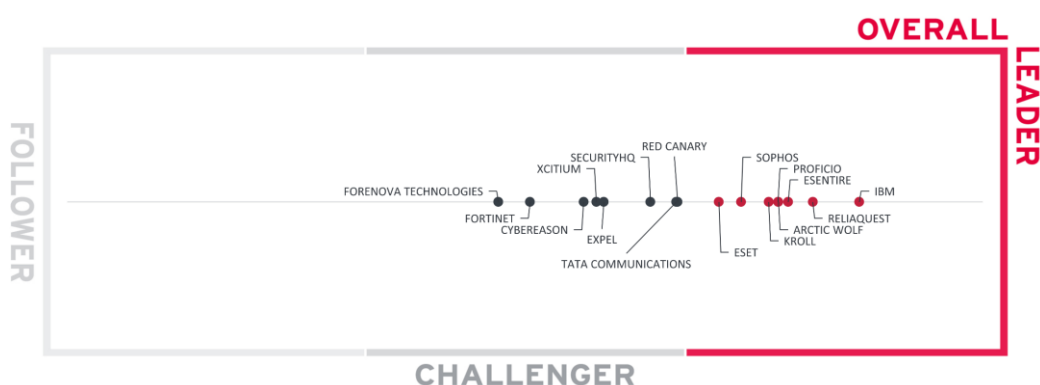 OVERALL
LEADER
FOLLOWER
RED CANARY
SECURITYHQ
SOPHOS
XCITIUM
PROFICIO
ESENTIRE
FORENOVA TECHNOLOGIES
IBM
FORTINET
RELIAQUEST
CYBEREASON
ARCTIC WOLF
EXPEL
KROLL
ESET
TATA COMMUNICATIONS
CHALLENGER